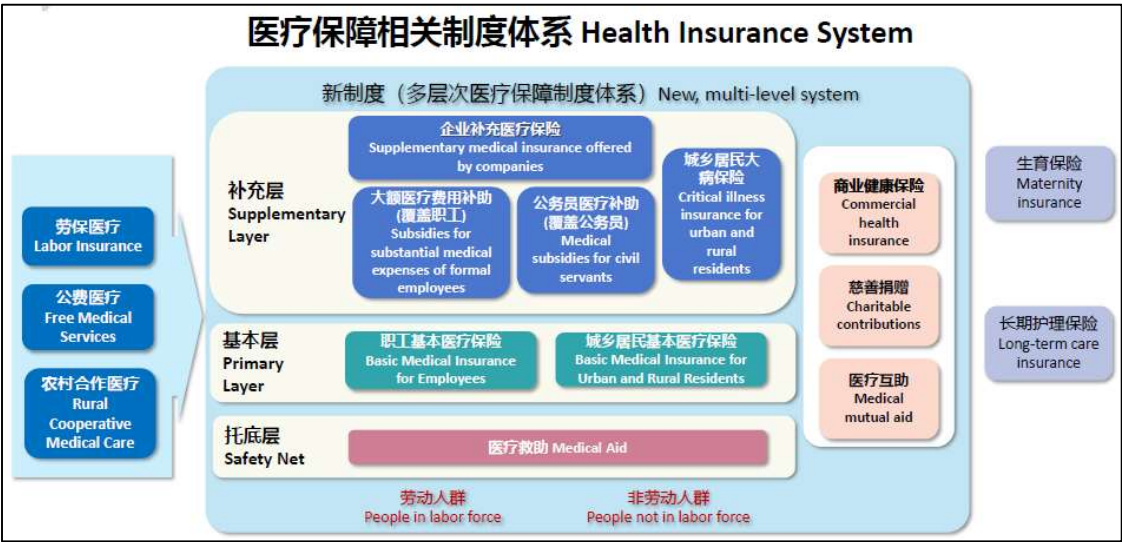 医疗保障相关制度体系 Health Insurance System
新制度（多层次医疗保障制度体系）New, multi-level system
劳保医疗
Labor Insurance
公费医疗
Free Medical
Services
农村合作医疗
Rural
Cooperative
Medical Care
补充层
Supplementary
Layer
企业补充医疗保险
Supplementary medical insurance offered
by companies
大额医疗费用补助
(覆盖职工)
Subsidies for
substantial medical
expenses of formal
employees
公务员医疗补助
(覆盖公务员)
Medical
subsidies for civil
servants
城乡居民大
病保险
Critical illness
insurance for
urban and
rural
residents
基本层
Primary
Layer
职工基本医疗保险
Basic Medical Insurance
for Employees
城乡居民基本医疗保险
Basic Medical Insurance for
Urban and Rural Residents
托底层
Safety Net
医疗救助 Medical Aid
劳动人群
People in labor force
非劳动人群
People not in labor force
商业健康保险
Commercial
health
insurance
慈善捐赠
Charitable
contributions
医疗互助
Medical
mutual aid
生育保险
Maternity
insurance
长期护理保险
Long-term care
insurance